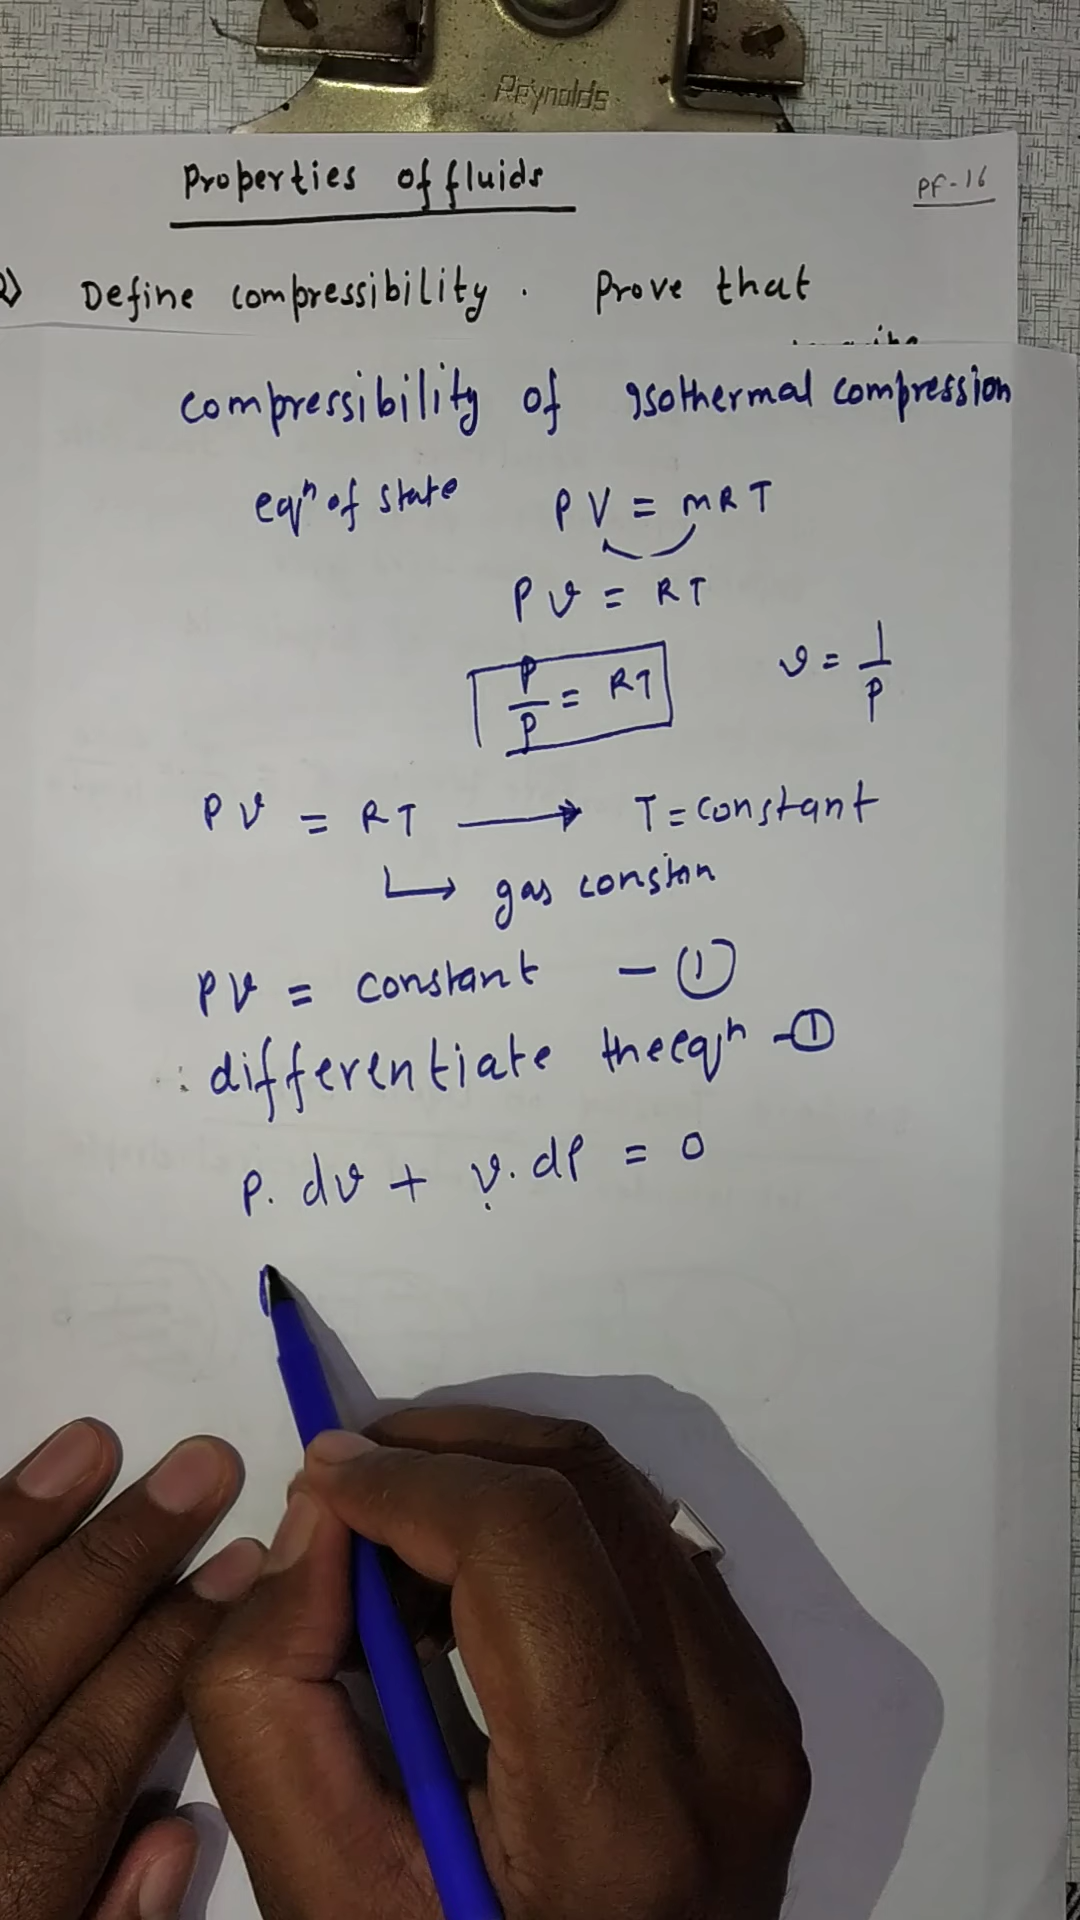 Reynolds
Properties of fluids
PF-16
Define compressibility. Prove that
compressibility of isothermal compression
eqⁿ of state PV = mRT
Pv = RT
P/ρ = RT v = 1/ρ
Pv = RT → T = constant
↳ gas constan
Pv = constant - ①
: differentiate the eqⁿ - ①
P. dv + v. dP = 0